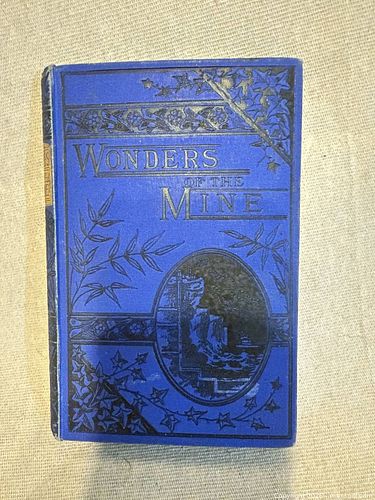 WONDERS
OF THE
MINE